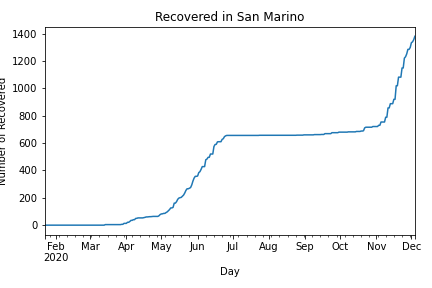 Recovered in San Marino
Number of Recovered
1400
1200
1000
800
600
400
200
0
Feb Mar Apr May Jun Jul Aug Sep Oct Nov Dec
2020
Day